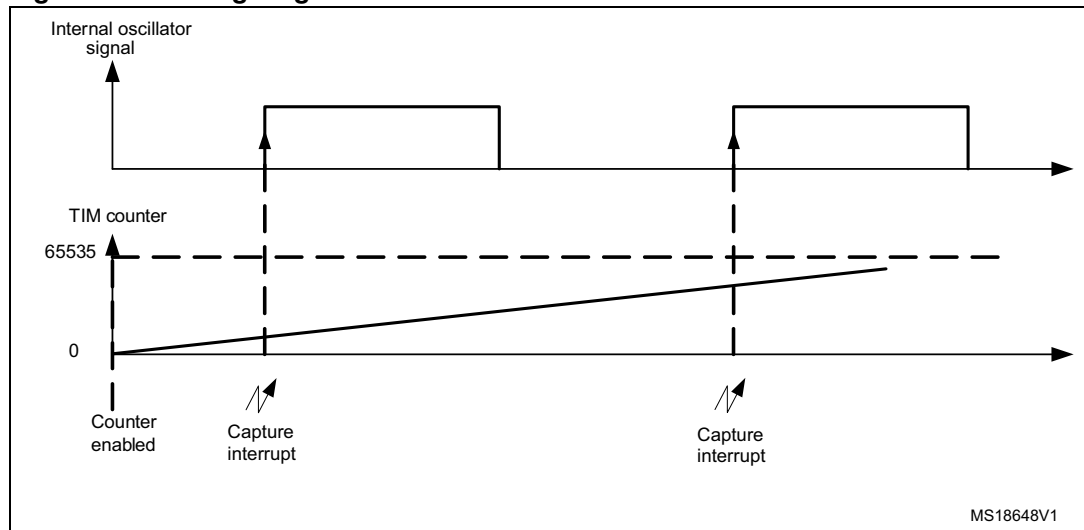 Internal oscillator
signal
TIM counter
65535
0
Counter
enabled
Capture
interrupt
Capture
interrupt
MS18648V1